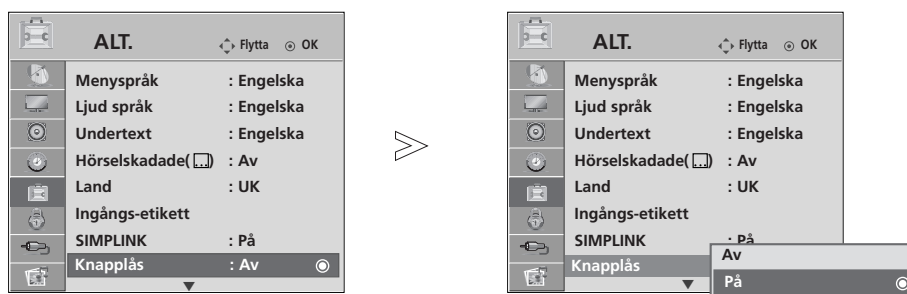 ALT. Flytta OK
Menyspråk : Engelska
Ljud språk : Engelska
Undertext : Engelska
Hörselskadade( ) : Av
Land : UK
Ingångs-etikett
SIMPLINK : På
Knapplås : Av
ALT. Flytta OK
Menyspråk : Engelska
Ljud språk : Engelska
Undertext : Engelska
Hörselskadade( ) : Av
Land : UK
Ingångs-etikett
SIMPLINK : På
Knapplås
Av
På